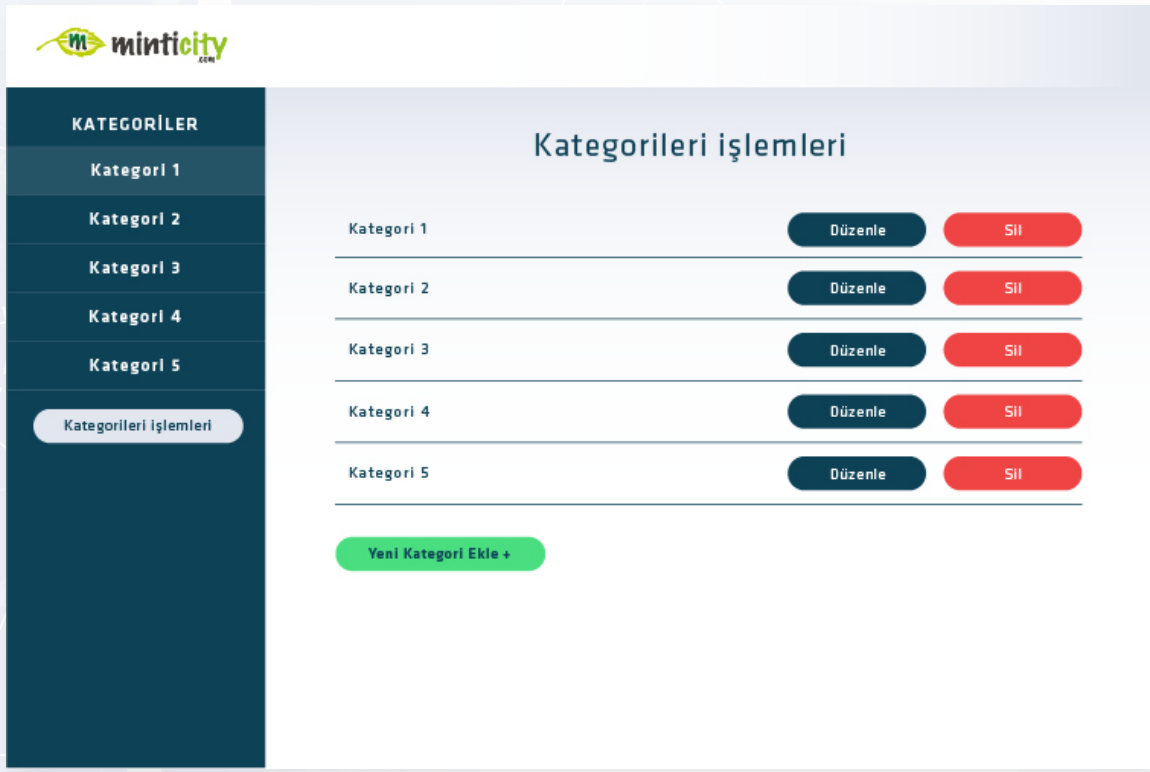 m minticity
.com
KATEGORİLER
Kategori 1
Kategori 2
Kategori 3
Kategori 4
Kategori 5
Kategorileri işlemleri
Kategorileri işlemleri
Kategori 1 Düzenle Sil
Kategori 2 Düzenle Sil
Kategori 3 Düzenle Sil
Kategori 4 Düzenle Sil
Kategori 5 Düzenle Sil
Yeni Kategori Ekle +